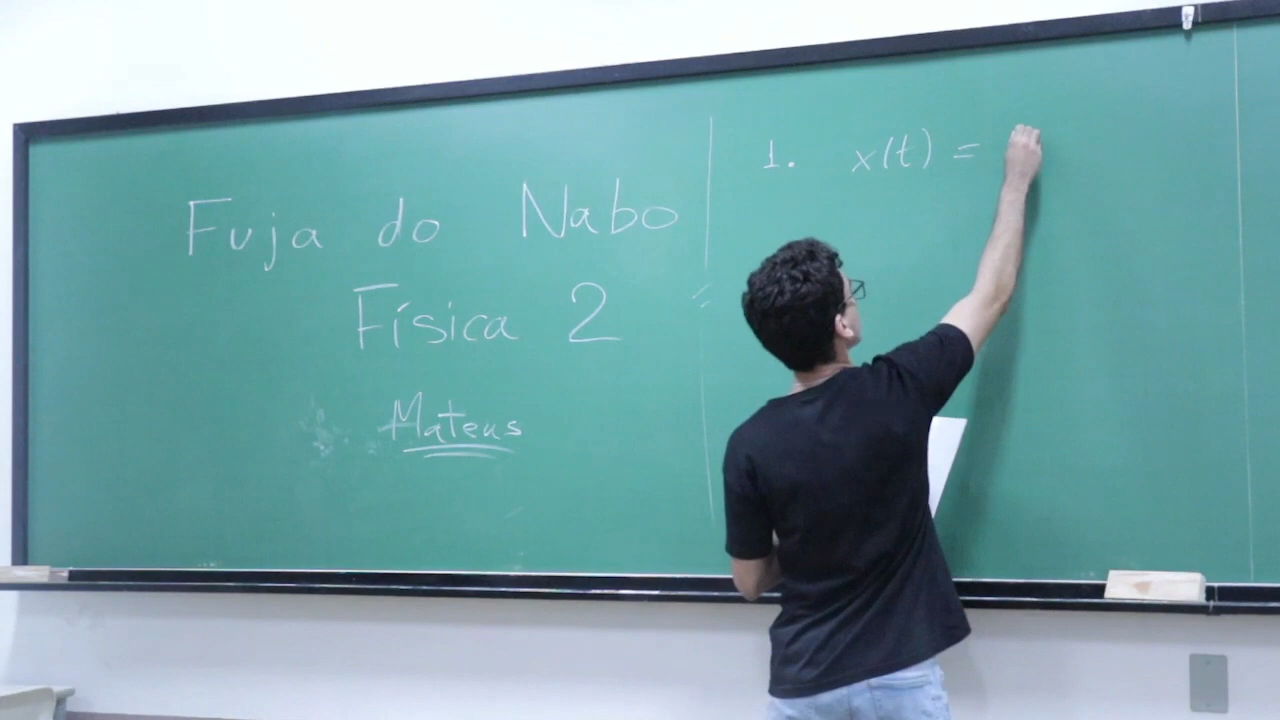 Fuja do Nabo
Física 2
Mateus
1. x(t) =